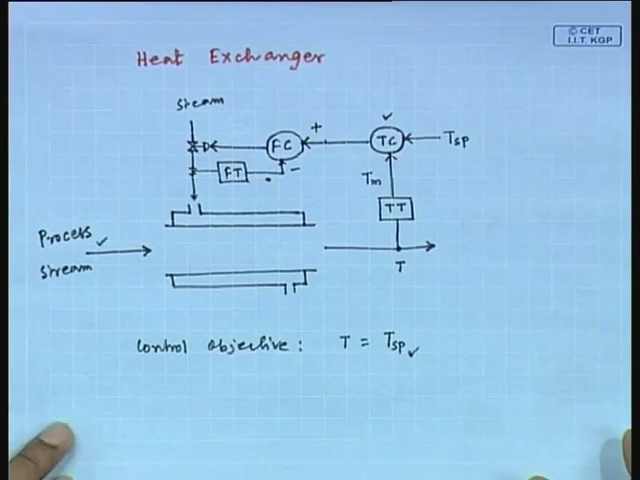 © CET
I.I.T. KGP
Heat Exchanger
Steam
+
FC
TC
Tsp
FT
-
Tm
TT
Process
Stream
T
Control Objective: T = Tsp